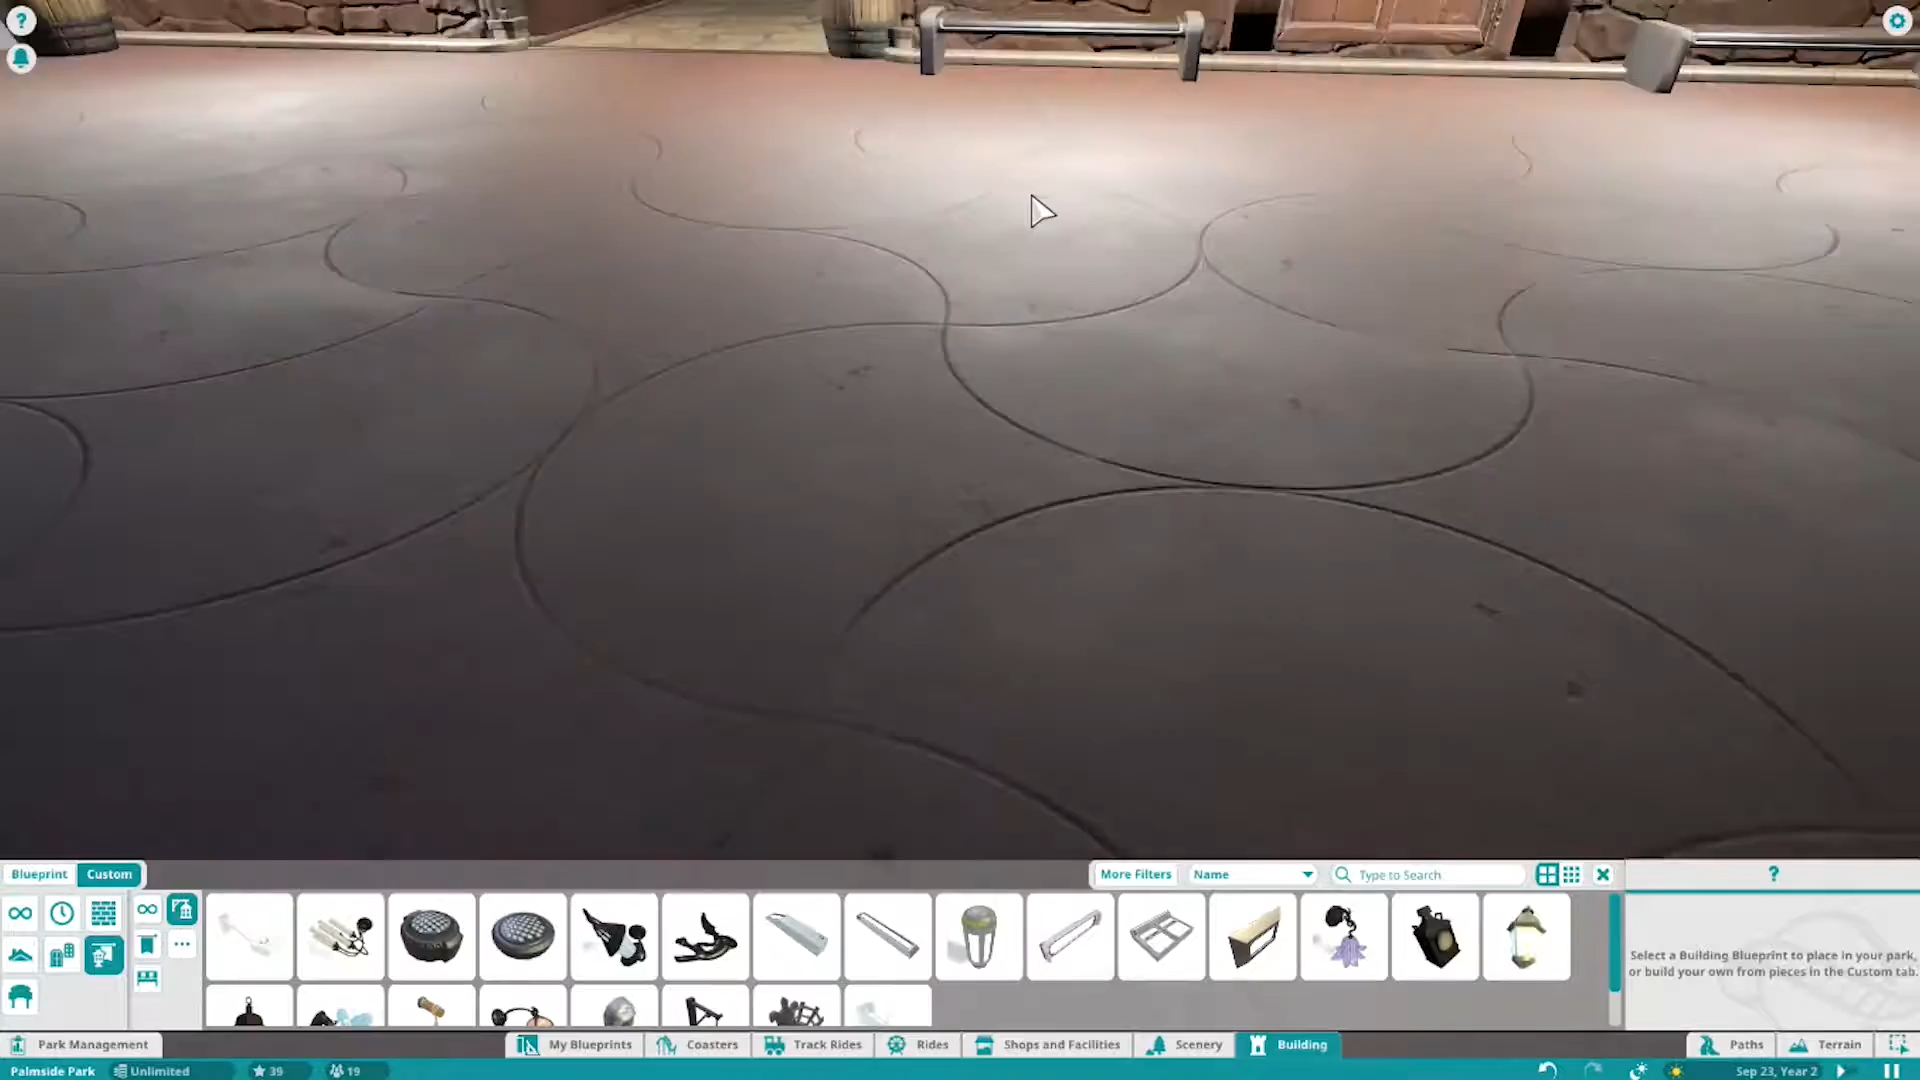 ?
Blueprint Custom More Filters Name Type to Search ?
Select a Building Blueprint to place in your park,
or build your own from pieces in the Custom tab.
Park Management My Blueprints Coasters Track Rides Rides Shops and Facilities Scenery Building Paths Terrain
Palmside Park Unlimited 39 19 Sep 23, Year 2